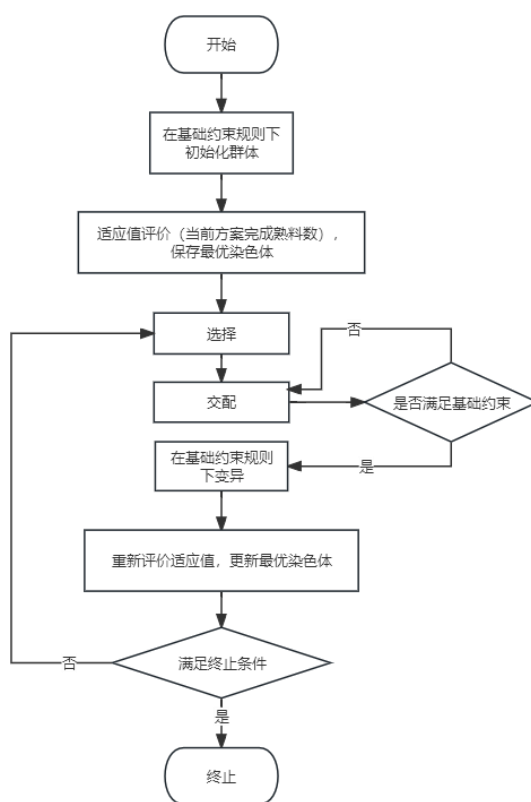 开始
在基础约束规则下
初始化群体
适应值评价（当前方案完成熟料数），
保存最优染色体
选择
否
交配
是否满足基础约束
在基础约束规则
下变异
是
重新评价适应值，更新最优染色体
否
满足终止条件
是
终止